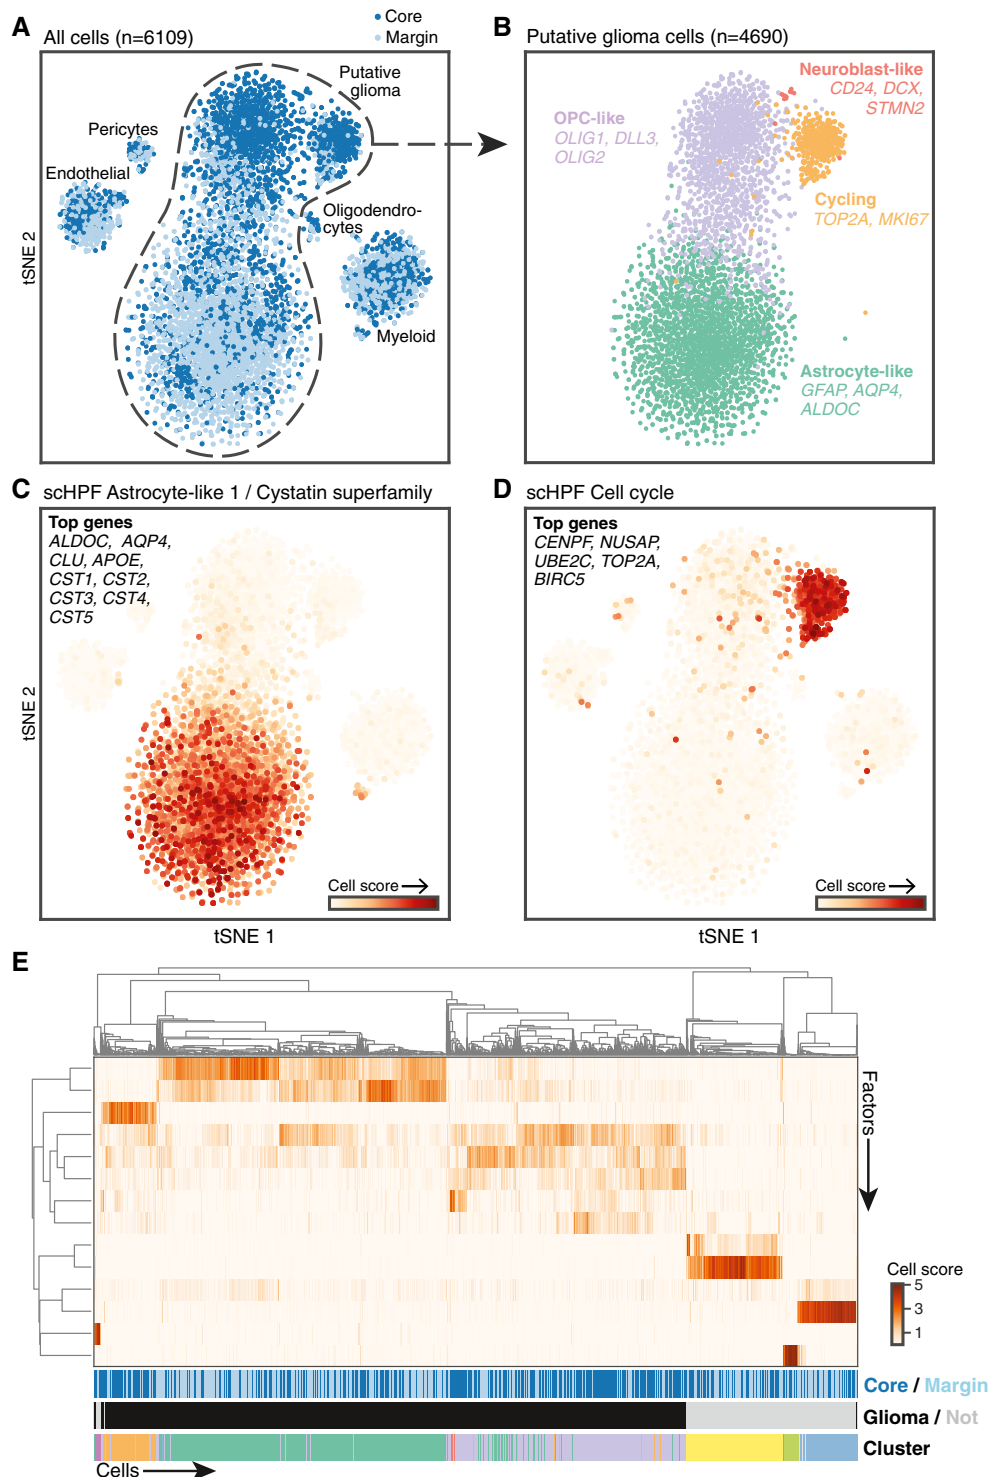 A
All cells (n=6109)
Core
Margin
Putative
glioma
Pericytes
Endothelial
Oligodendro-
cytes
Myeloid
tSNE 2
B
Putative glioma cells (n=4690)
Neuroblast-like
CD24, DCX,
STMN2
OPC-like
OLIG1, DLL3,
OLIG2
Cycling
TOP2A, MKI67
Astrocyte-like
GFAP, AQP4,
ALDOC
C
scHPF Astrocyte-like 1 / Cystatin superfamily
Top genes
ALDOC, AQP4,
CLU, APOE,
CST1, CST2,
CST3, CST4,
CST5
Cell score
tSNE 2
tSNE 1
D
scHPF Cell cycle
Top genes
CENPF, NUSAP,
UBE2C, TOP2A,
BIRC5
Cell score
tSNE 1
E
Factors
Cell score
5
3
1
Core / Margin
Glioma / Not
Cluster
Cells